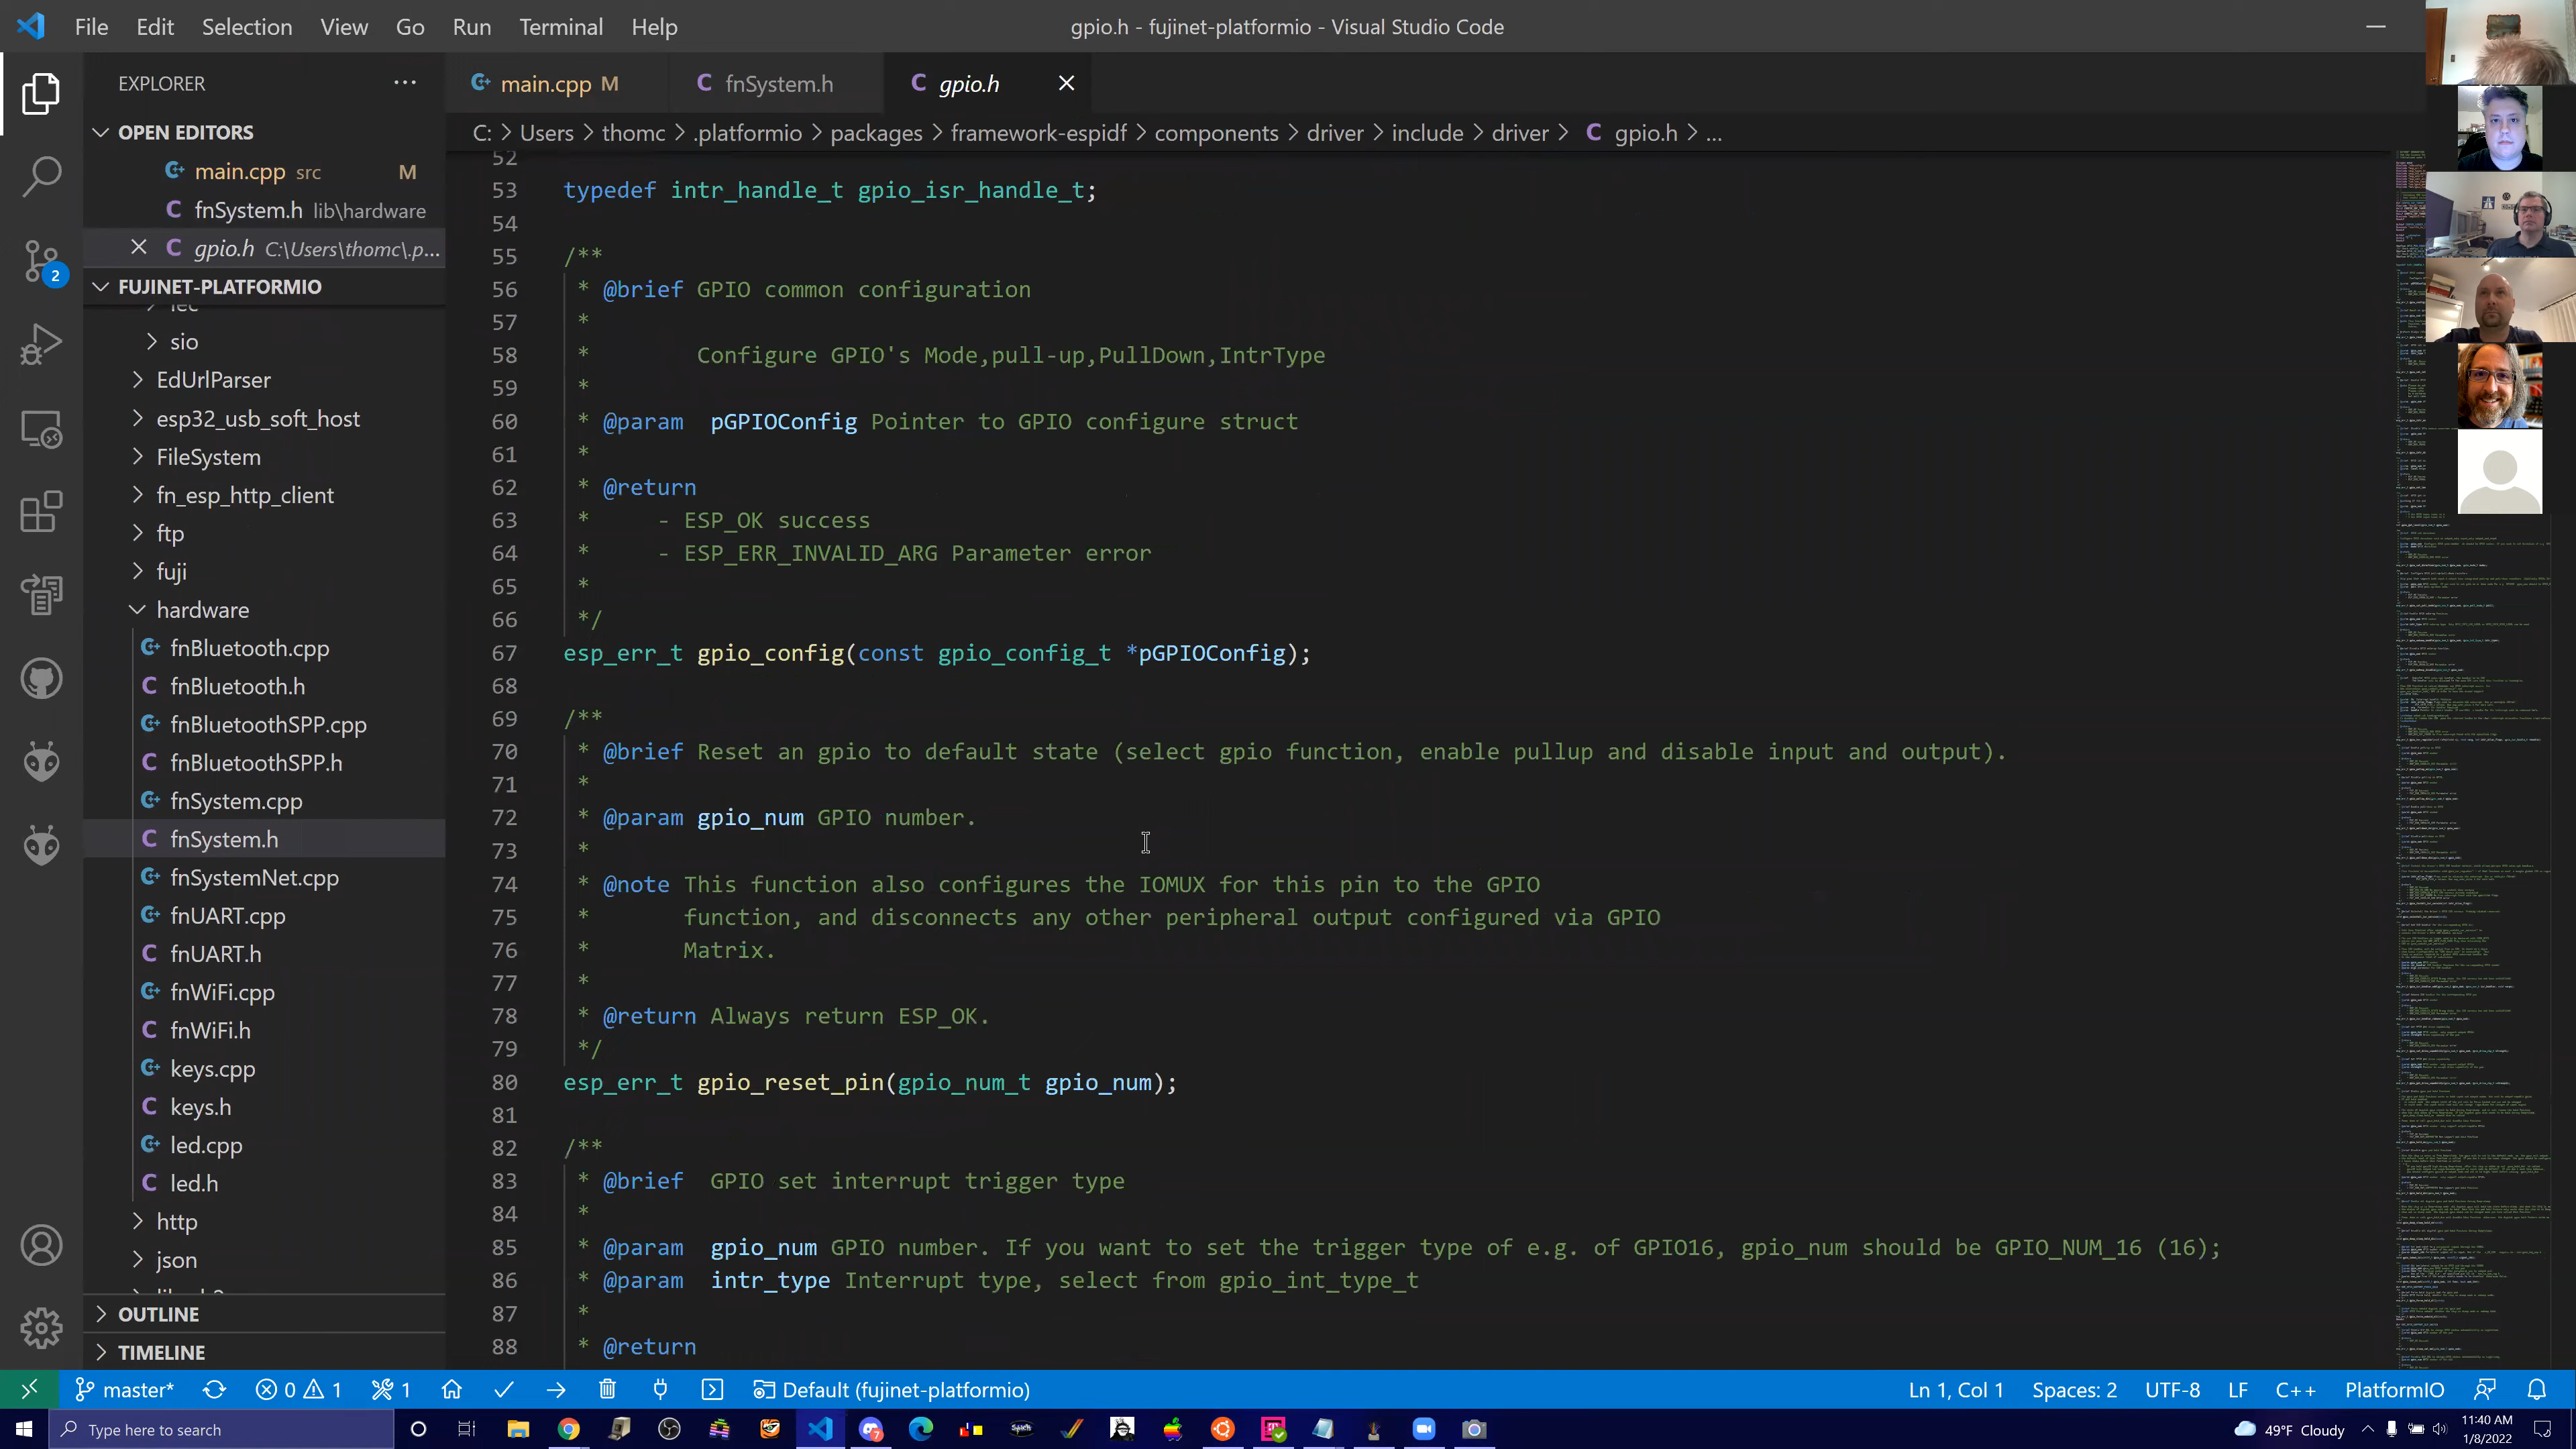 File Edit Selection View Go Run Terminal Help
gpio.h - fujinet-platformio - Visual Studio Code
EXPLORER
OPEN EDITORS
main.cpp src M
fnSystem.h lib\hardware
gpio.h C:\Users\thomc\.p...
2
FUJINET-PLATFORMIO
sio
EdUrlParser
esp32_usb_soft_host
FileSystem
fn_esp_http_client
ftp
fuji
hardware
fnBluetooth.cpp
fnBluetooth.h
fnBluetoothSPP.cpp
fnBluetoothSPP.h
fnSystem.cpp
fnSystem.h
fnSystemNet.cpp
fnUART.cpp
fnUART.h
fnWiFi.cpp
fnWiFi.h
keys.cpp
keys.h
led.cpp
led.h
http
json
OUTLINE
TIMELINE
main.cpp M
fnSystem.h
gpio.h
C: > Users > thomc > .platformio > packages > framework-espidf > components > driver > include > driver > C gpio.h > ...
52
53 typedef intr_handle_t gpio_isr_handle_t;
54
55 /**
56 * @brief GPIO common configuration
57 *
58 * Configure GPIO's Mode,pull-up,PullDown,IntrType
59 *
60 * @param pGPIOConfig Pointer to GPIO configure struct
61 *
62 * @return
63 * - ESP_OK success
64 * - ESP_ERR_INVALID_ARG Parameter error
65 *
66 */
67 esp_err_t gpio_config(const gpio_config_t *pGPIOConfig);
68
69 /**
70 * @brief Reset an gpio to default state (select gpio function, enable pullup and disable input and output).
71 *
72 * @param gpio_num GPIO number.
73 *
74 * @note This function also configures the IOMUX for this pin to the GPIO
75 * function, and disconnects any other peripheral output configured via GPIO
76 * Matrix.
77 *
78 * @return Always return ESP_OK.
79 */
80 esp_err_t gpio_reset_pin(gpio_num_t gpio_num);
81
82 /**
83 * @brief GPIO set interrupt trigger type
84 *
85 * @param gpio_num GPIO number. If you want to set the trigger type of e.g. of GPIO16, gpio_num should be GPIO_NUM_16 (16);
86 * @param intr_type Interrupt type, select from gpio_int_type_t
87 *
88 * @return
master* 0 1 1 Default (fujinet-platformio)
Ln 1, Col 1 Spaces: 2 UTF-8 LF C++ PlatformIO
Type here to search
49°F Cloudy
11:40 AM
1/8/2022